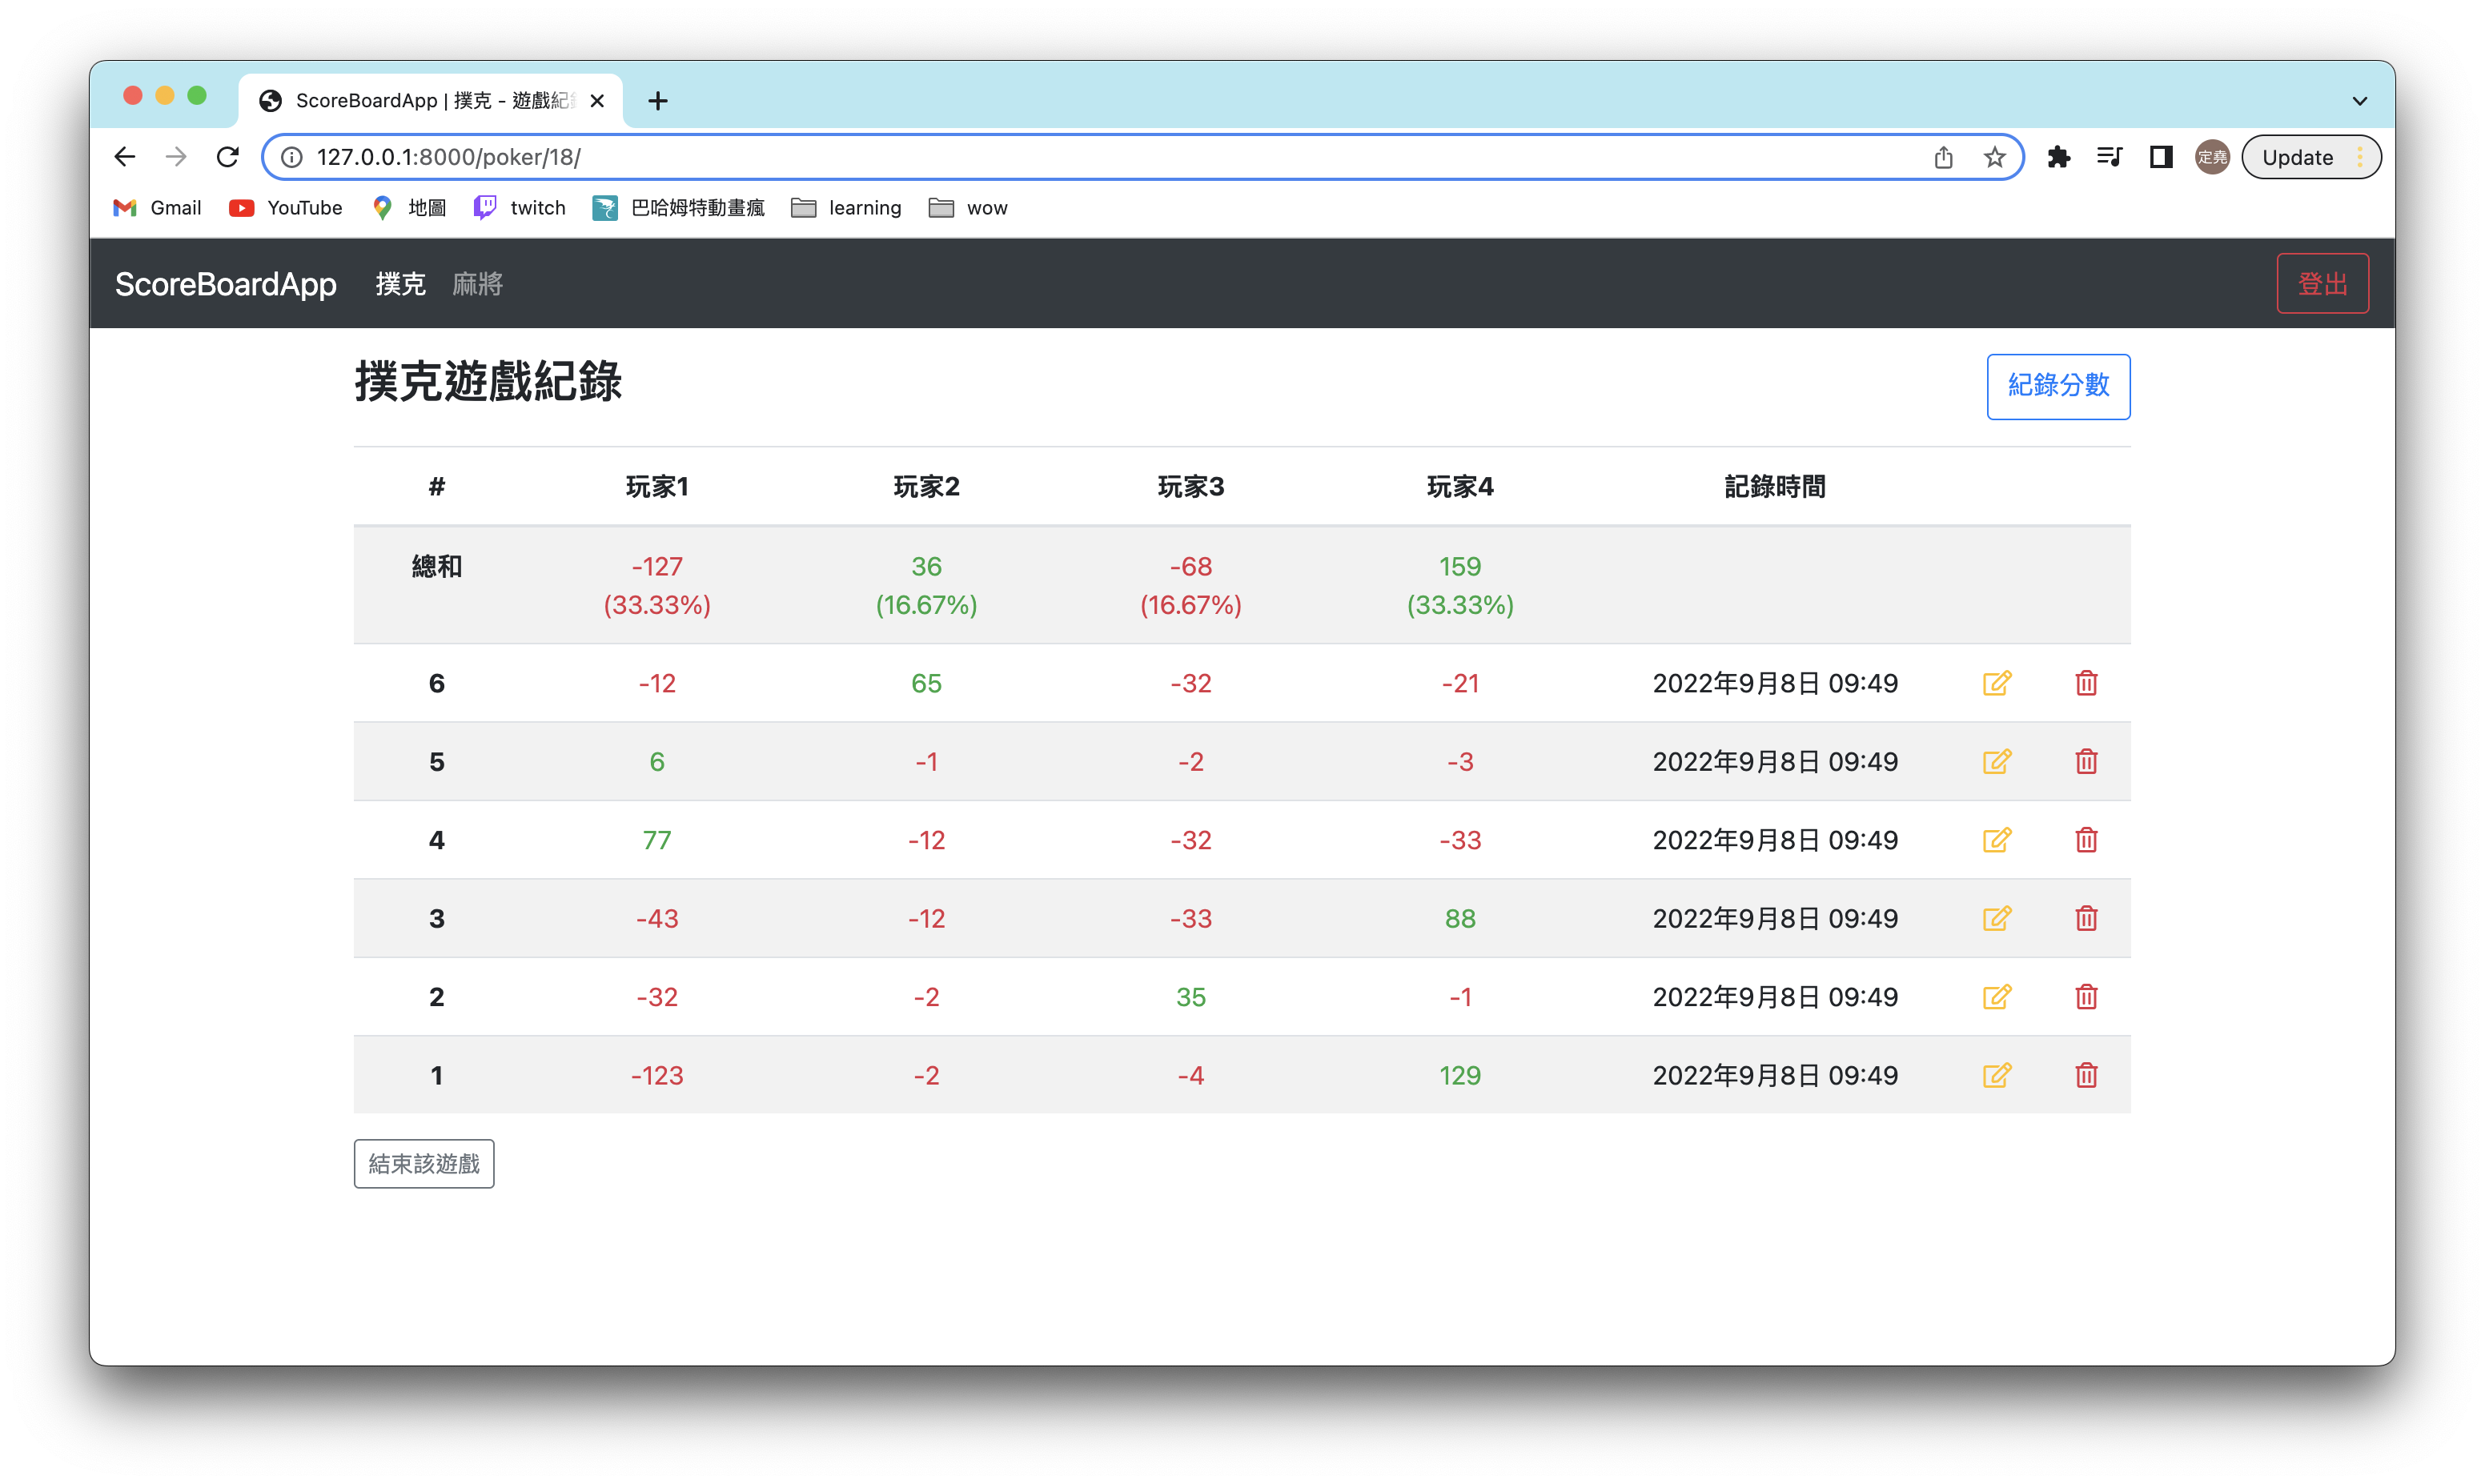 ScoreBoardApp | 撲克 - 遊戲紀
127.0.0.1:8000/poker/18/
定堯
Update
Gmail YouTube 地圖 twitch 巴哈姆特動畫瘋 learning wow
ScoreBoardApp 撲克 麻將 登出
撲克遊戲紀錄 紀錄分數
# 玩家1 玩家2 玩家3 玩家4 記錄時間
總和 -127 36 -68 159
(33.33%) (16.67%) (16.67%) (33.33%)
6 -12 65 -32 -21 2022年9月8日 09:49
5 6 -1 -2 -3 2022年9月8日 09:49
4 77 -12 -32 -33 2022年9月8日 09:49
3 -43 -12 -33 88 2022年9月8日 09:49
2 -32 -2 35 -1 2022年9月8日 09:49
1 -123 -2 -4 129 2022年9月8日 09:49
結束該遊戲